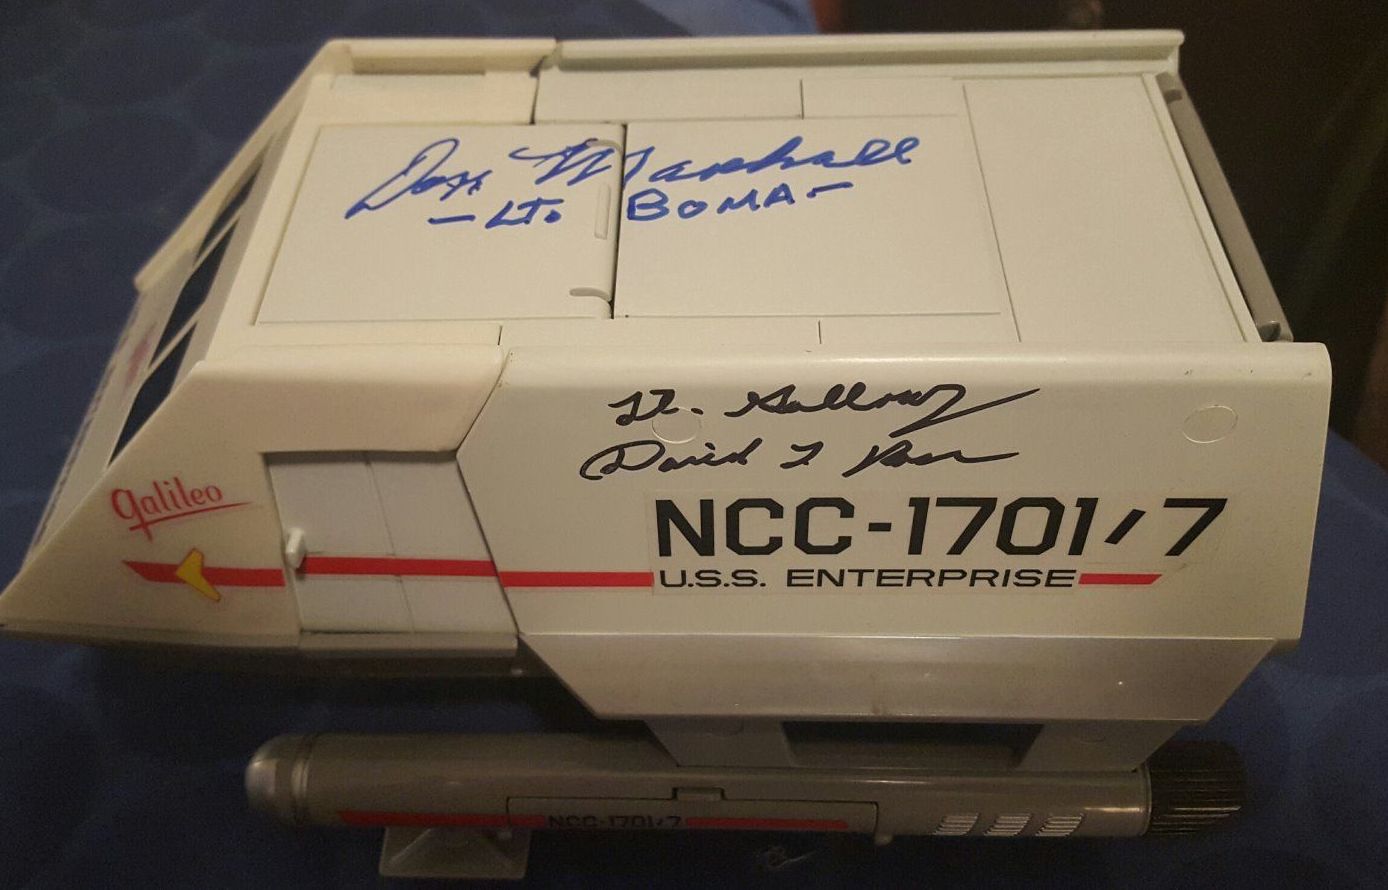 Don Marshall
- LT. BOMA -
Lt. Galloway
David L Ross
galileo
NCC-1701/7
U.S.S. ENTERPRISE
NCC-1701/7